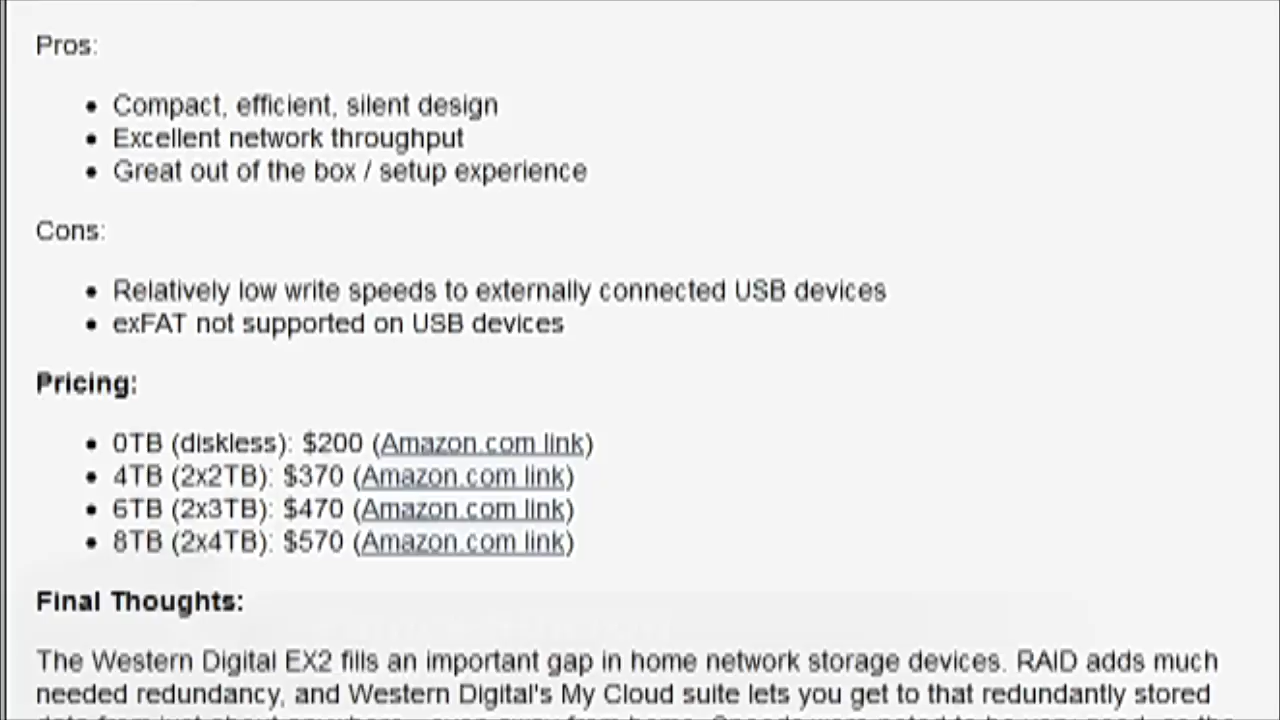 Pros:
• Compact, efficient, silent design
• Excellent network throughput
• Great out of the box / setup experience
Cons:
• Relatively low write speeds to externally connected USB devices
• exFAT not supported on USB devices
Pricing:
• 0TB (diskless): $200 (Amazon.com link)
• 4TB (2x2TB): $370 (Amazon.com link)
• 6TB (2x3TB): $470 (Amazon.com link)
• 8TB (2x4TB): $570 (Amazon.com link)
Final Thoughts:
The Western Digital EX2 fills an important gap in home network storage devices. RAID adds much
needed redundancy, and Western Digital's My Cloud suite lets you get to that redundantly stored